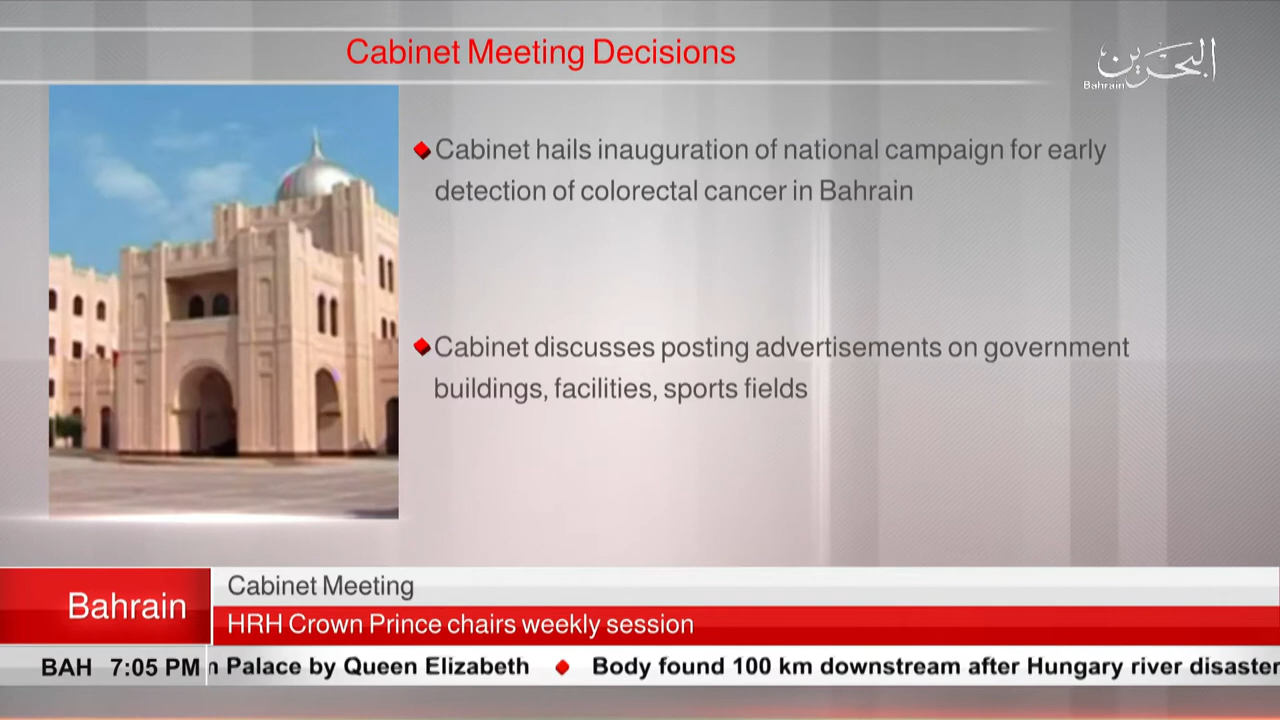 Cabinet Meeting Decisions
البحرين
Bahrain
Cabinet hails inauguration of national campaign for early
detection of colorectal cancer in Bahrain
Cabinet discusses posting advertisements on government
buildings, facilities, sports fields
Bahrain
Cabinet Meeting
HRH Crown Prince chairs weekly session
BAH 7:05 PM
n Palace by Queen Elizabeth ♦ Body found 100 km downstream after Hungary river disaster